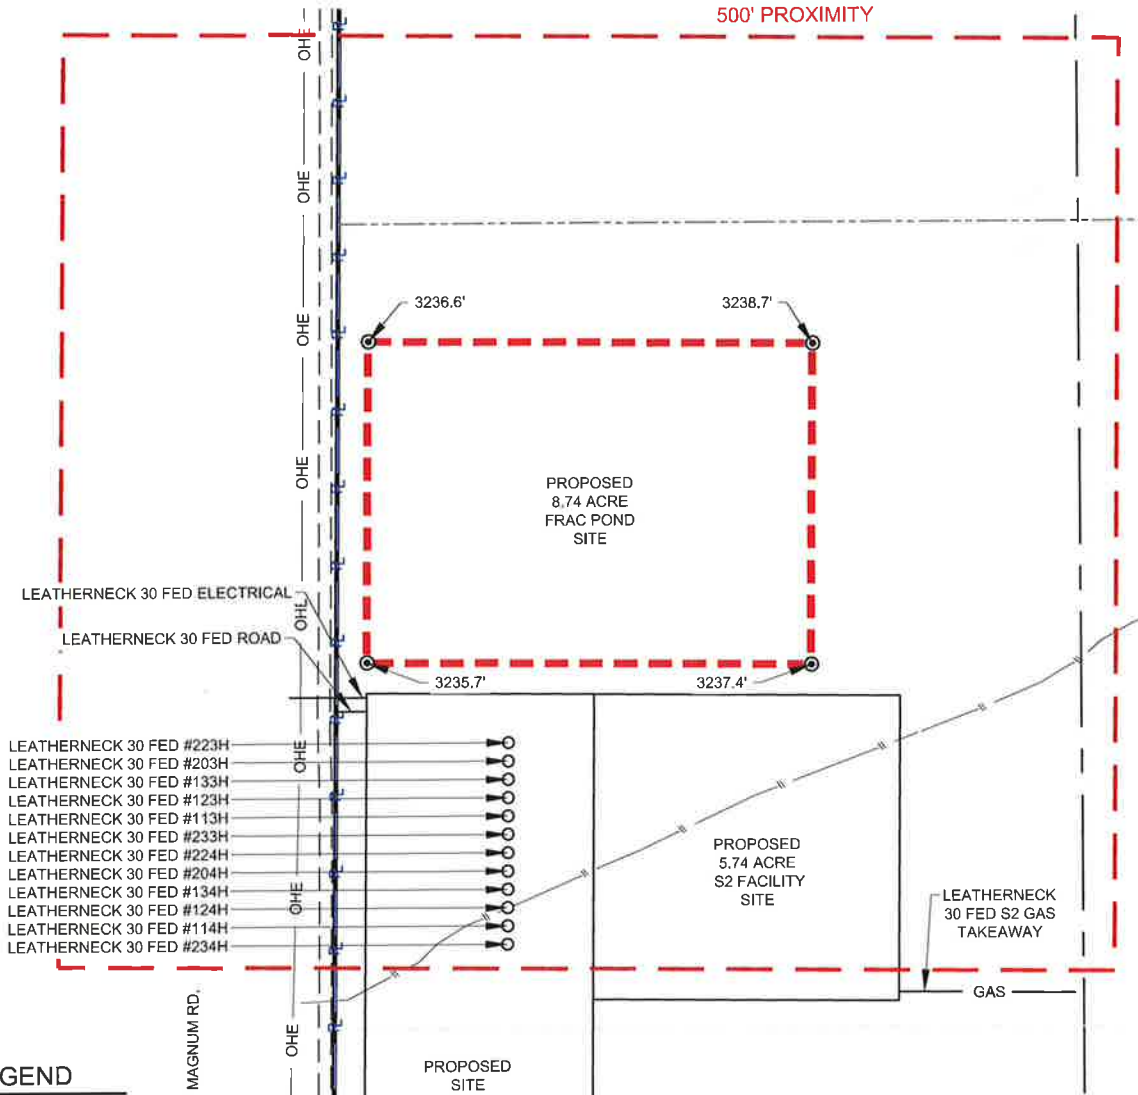 500' PROXIMITY
OHE
OHE
OHE
OHE
OHE
OHE
OHE
OHE
3236.6'
3238.7'
PROPOSED
8.74 ACRE
FRAC POND
SITE
LEATHERNECK 30 FED ELECTRICAL
LEATHERNECK 30 FED ROAD
3235.7'
3237.4'
LEATHERNECK 30 FED #223H
LEATHERNECK 30 FED #203H
LEATHERNECK 30 FED #133H
LEATHERNECK 30 FED #123H
LEATHERNECK 30 FED #113H
LEATHERNECK 30 FED #233H
LEATHERNECK 30 FED #224H
LEATHERNECK 30 FED #204H
LEATHERNECK 30 FED #134H
LEATHERNECK 30 FED #124H
LEATHERNECK 30 FED #114H
LEATHERNECK 30 FED #234H
PROPOSED
5.74 ACRE
S2 FACILITY
SITE
LEATHERNECK
30 FED S2 GAS
TAKEAWAY
GAS
MAGNUM RD.
PROPOSED
SITE
GEND